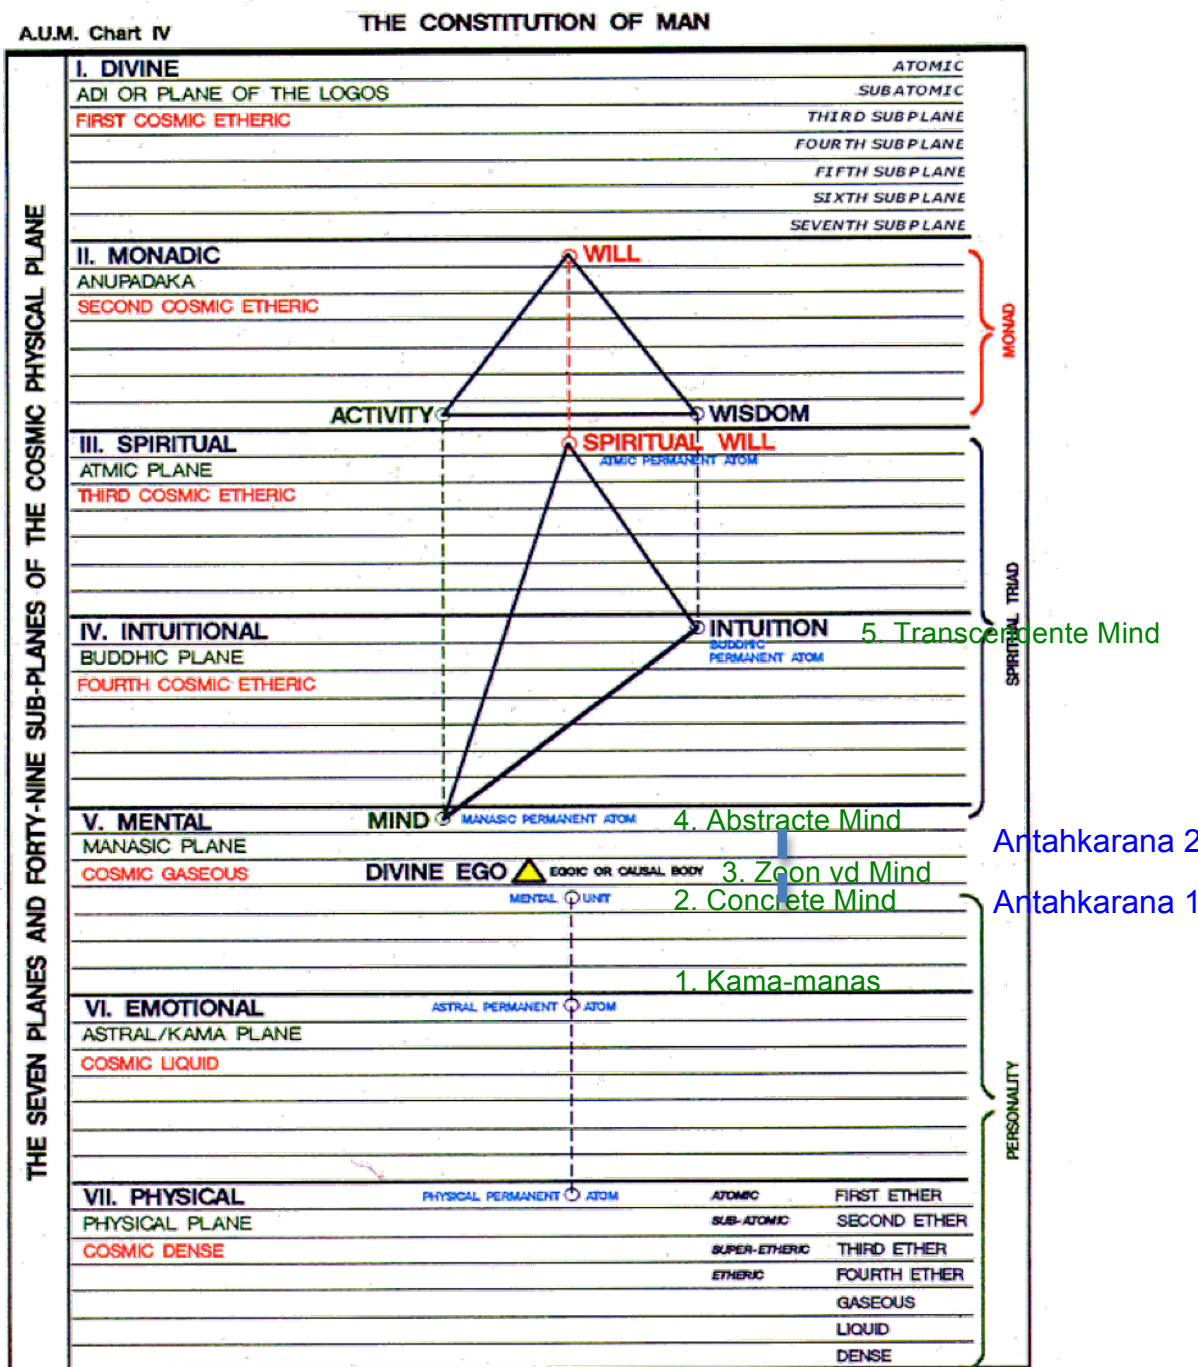 THE CONSTITUTION OF MAN
A.U.M. Chart IV
THE SEVEN PLANES AND FORTY-NINE SUB-PLANES OF THE COSMIC PHYSICAL PLANE
I. DIVINE
ATOMIC
ADI OR PLANE OF THE LOGOS
SUBATOMIC
FIRST COSMIC ETHERIC
THIRD SUBPLANE
FOURTH SUBPLANE
FIFTH SUBPLANE
SIXTH SUBPLANE
SEVENTH SUBPLANE
II. MONADIC
WILL
ANUPADAKA
SECOND COSMIC ETHERIC
MONAD
ACTIVITY
WISDOM
III. SPIRITUAL
SPIRITUAL WILL
ATMIC PERMANENT ATOM
ATMIC PLANE
THIRD COSMIC ETHERIC
SPIRITUAL TRIAD
IV. INTUITIONAL
INTUITION
5. Transcendente Mind
BUDDHIC
PERMANENT ATOM
BUDDHIC PLANE
FOURTH COSMIC ETHERIC
V. MENTAL
MIND
MANASIC PERMANENT ATOM
4. Abstracte Mind
MANASIC PLANE
Antahkarana 2
COSMIC GASEOUS
DIVINE EGO
EGOIC OR CAUSAL BODY
3. Zoon vd Mind
MENTAL UNIT
2. Concrete Mind
Antahkarana 1
1. Kama-manas
VI. EMOTIONAL
ASTRAL PERMANENT ATOM
ASTRAL/KAMA PLANE
COSMIC LIQUID
PERSONALITY
VII. PHYSICAL
PHYSICAL PERMANENT ATOM
ATOMIC
FIRST ETHER
PHYSICAL PLANE
SUB-ATOMIC
SECOND ETHER
COSMIC DENSE
SUPER-ETHERIC
THIRD ETHER
ETHERIC
FOURTH ETHER
GASEOUS
LIQUID
DENSE